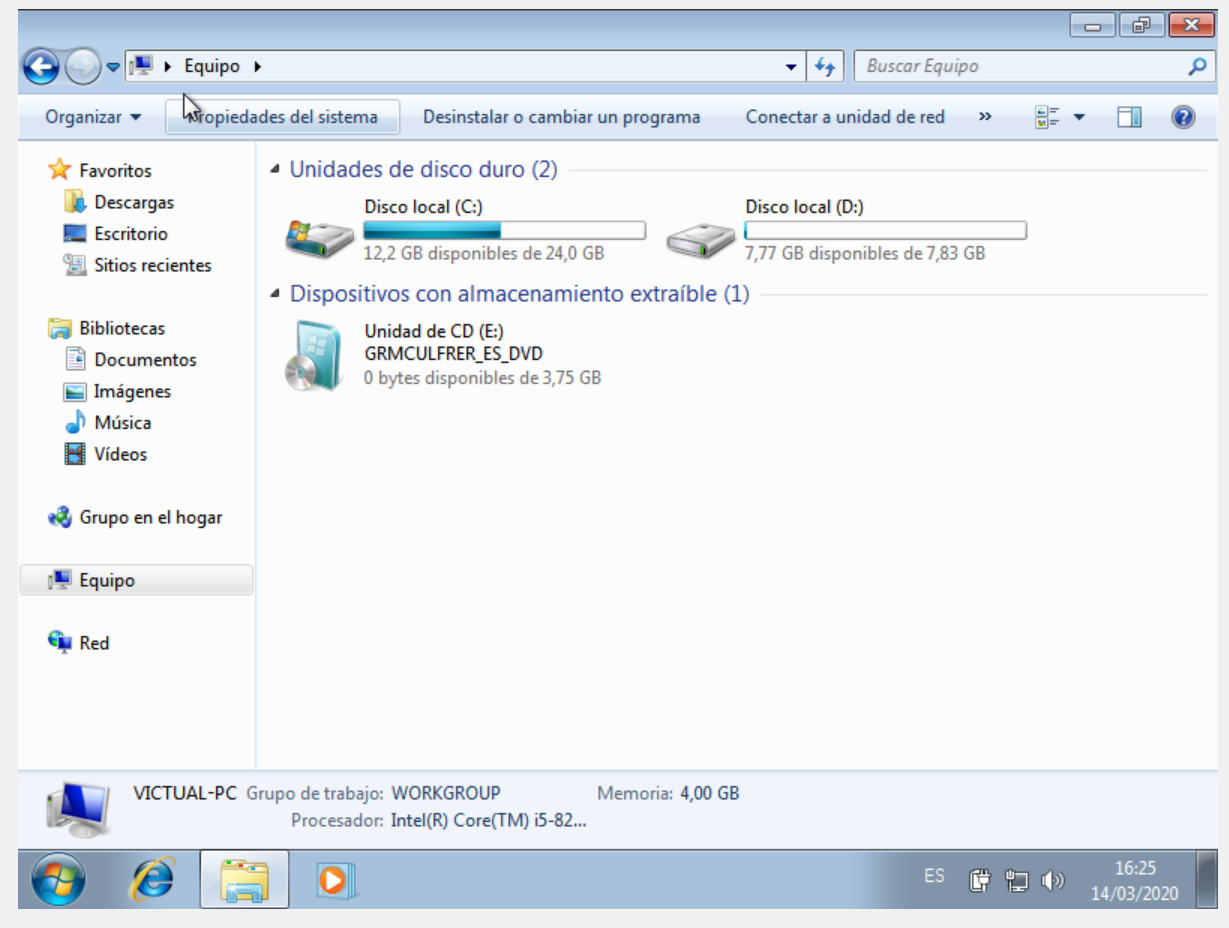 Equipo
Buscar Equipo
Organizar
Propiedades del sistema
Desinstalar o cambiar un programa
Conectar a unidad de red
»
Favoritos
Descargas
Escritorio
Sitios recientes
Bibliotecas
Documentos
Imágenes
Música
Vídeos
Grupo en el hogar
Equipo
Red
Unidades de disco duro (2)
Disco local (C:)
12,2 GB disponibles de 24,0 GB
Disco local (D:)
7,77 GB disponibles de 7,83 GB
Dispositivos con almacenamiento extraíble (1)
Unidad de CD (E:)
GRMCULFRER_ES_DVD
0 bytes disponibles de 3,75 GB
VICTUAL-PC Grupo de trabajo: WORKGROUP Memoria: 4,00 GB
Procesador: Intel(R) Core(TM) i5-82...
ES
16:25
14/03/2020